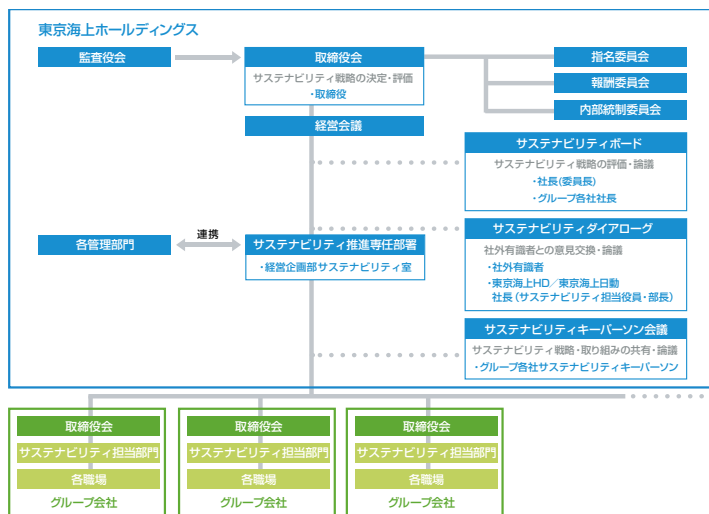 東京海上ホールディングス
監査役会
取締役会
サステナビリティ戦略の決定・評価
・取締役
指名委員会
報酬委員会
内部統制委員会
経営会議
サステナビリティボード
サステナビリティ戦略の評価・論議
・社長(委員長)
・グループ各社社長
各管理部門
連携
サステナビリティ推進専任部署
・経営企画部サステナビリティ室
サステナビリティダイアローグ
社外有識者との意見交換・論議
・社外有識者
・東京海上HD/東京海上日動
社長(サステナビリティ担当役員・部長)
サステナビリティキーパーソン会議
サステナビリティ戦略・取り組みの共有・論議
・グループ各社サステナビリティキーパーソン
取締役会
サステナビリティ担当部門
各職場
グループ会社
取締役会
サステナビリティ担当部門
各職場
グループ会社
取締役会
サステナビリティ担当部門
各職場
グループ会社